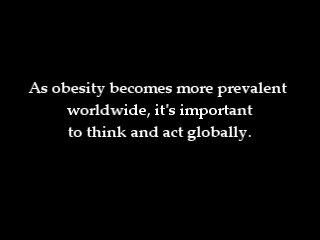 As obesity becomes more prevalent
worldwide, it's important
to think and act globally.